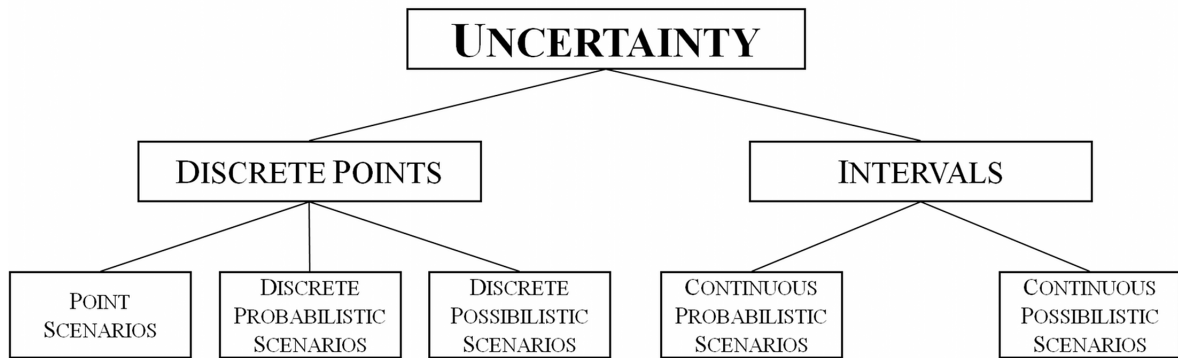 UNCERTAINTY
DISCRETE POINTS
INTERVALS
POINT
SCENARIOS
DISCRETE
PROBABILISTIC
SCENARIOS
DISCRETE
POSSIBILISTIC
SCENARIOS
CONTINUOUS
PROBABILISTIC
SCENARIOS
CONTINUOUS
POSSIBILISTIC
SCENARIOS